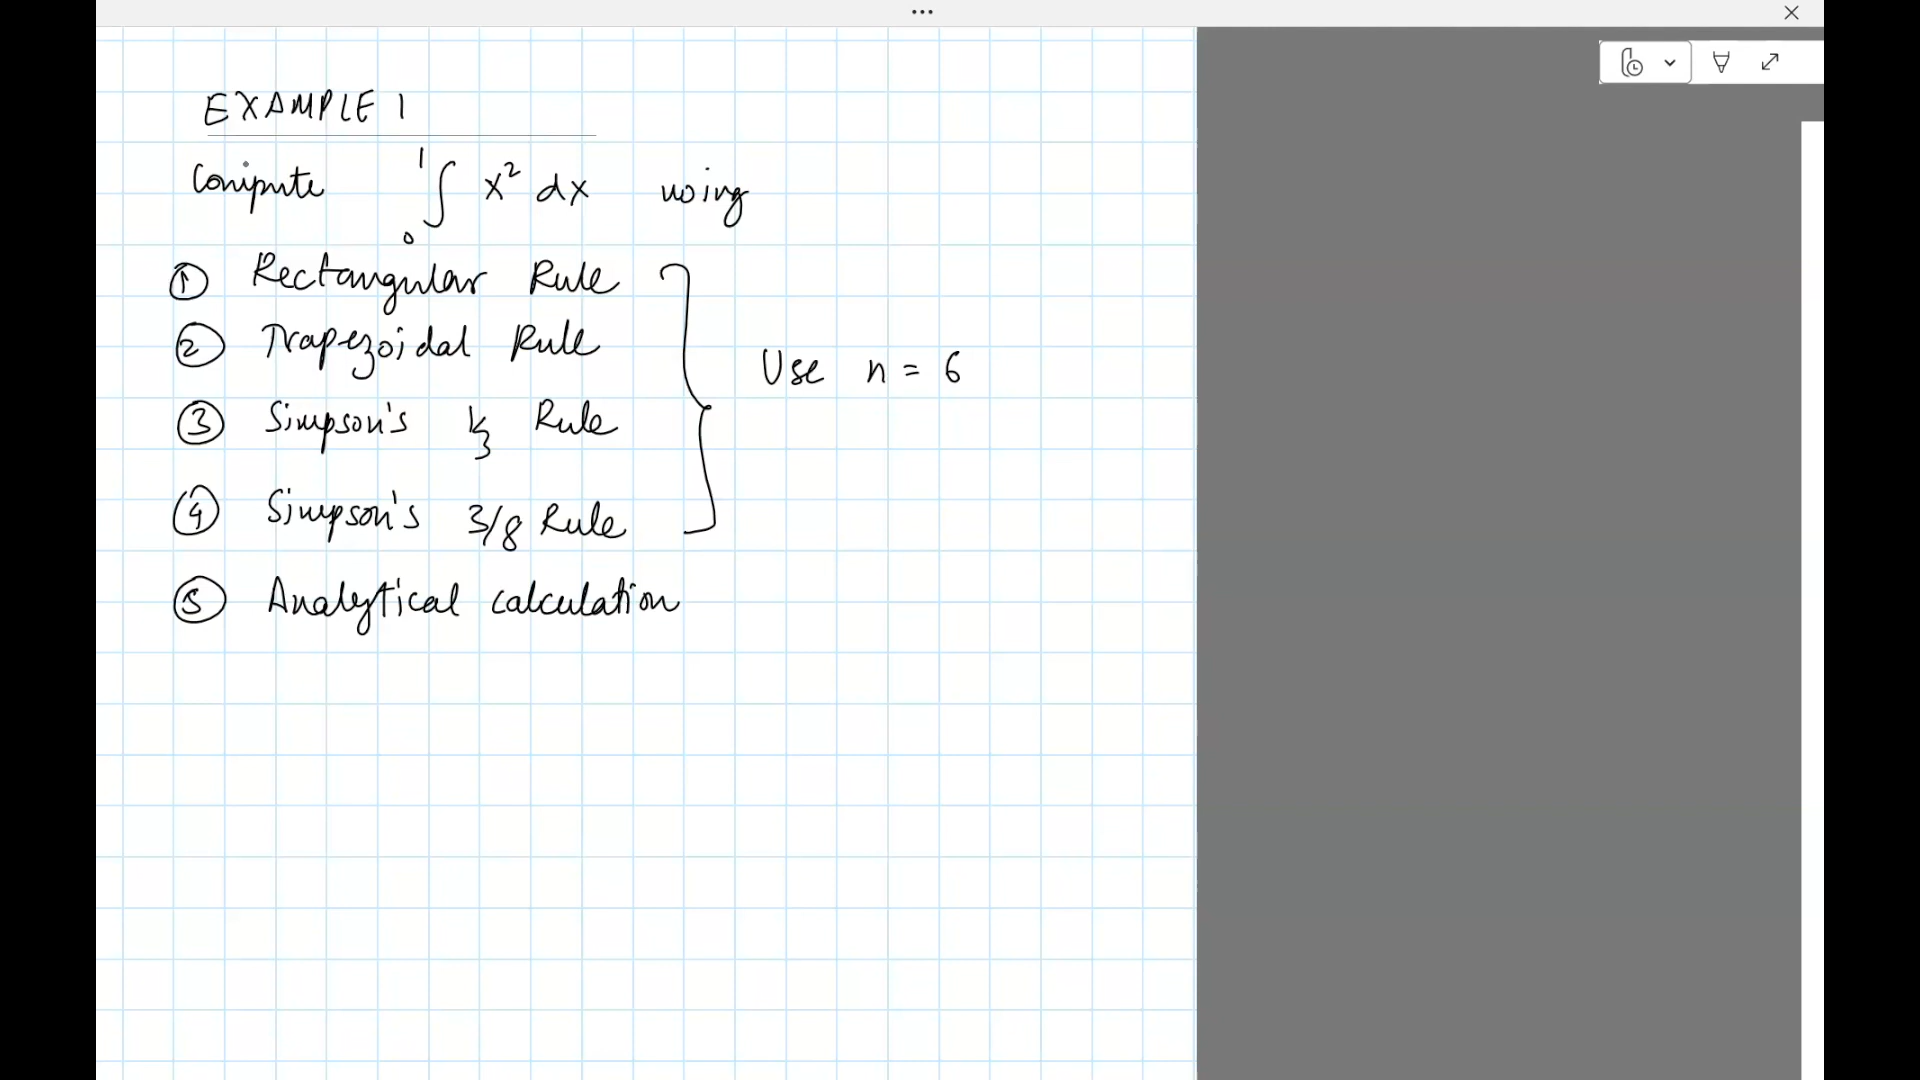 EXAMPLE 1
Compute ∫₀¹ x² dx using
① Rectangular Rule
② Trapezoidal Rule
Use n = 6
③ Simpson's 1/3 Rule
④ Simpson's 3/8 Rule
⑤ Analytical calculation